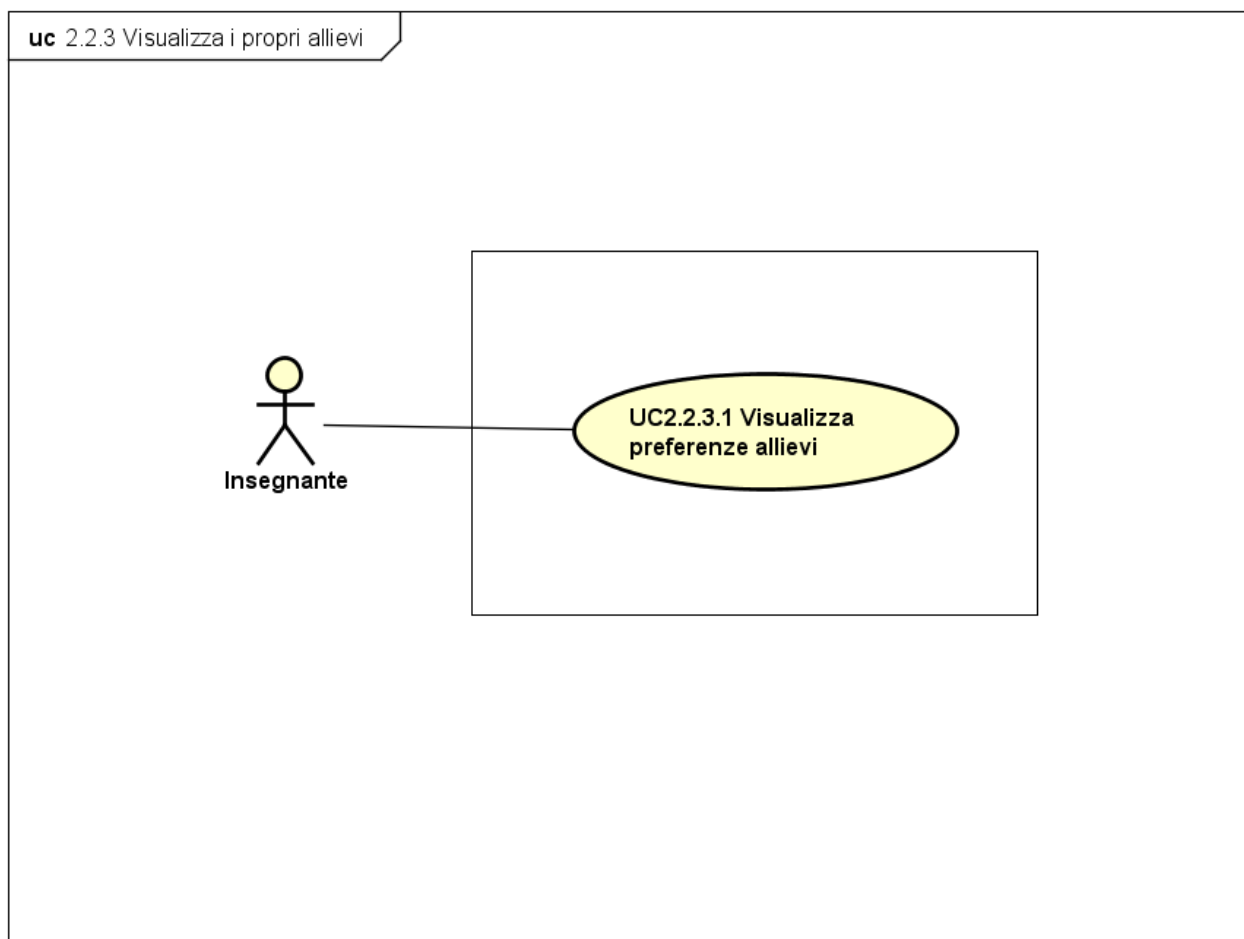 uc 2.2.3 Visualizza i propri allievi
UC2.2.3.1 Visualizza
preferenze allievi
Insegnante